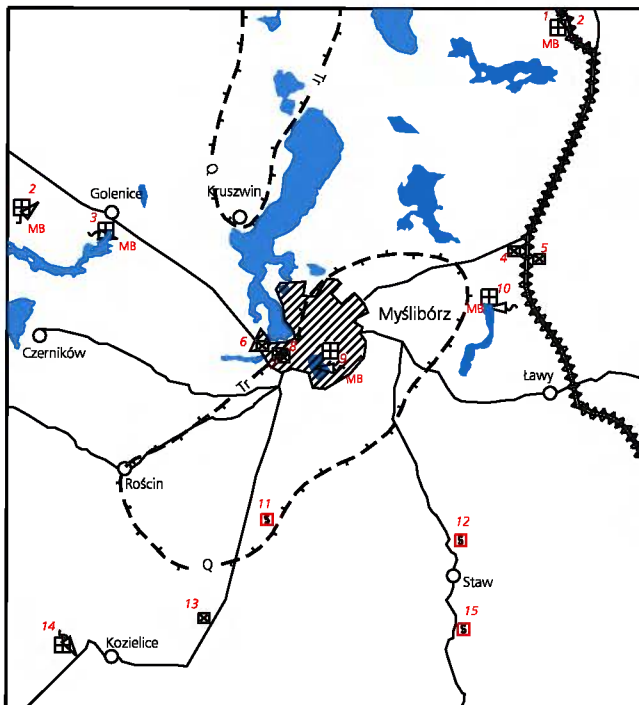 1
2
MB
Tr
Q
2
MB
Golenice
3
MB
Kruszwin
4
5
10
MB
Myślibórz
6
8
9
MB
Czerników
Tr
Ławy
Rościn
11
S
12
S
Q
Staw
13
15
S
14
Kozielice